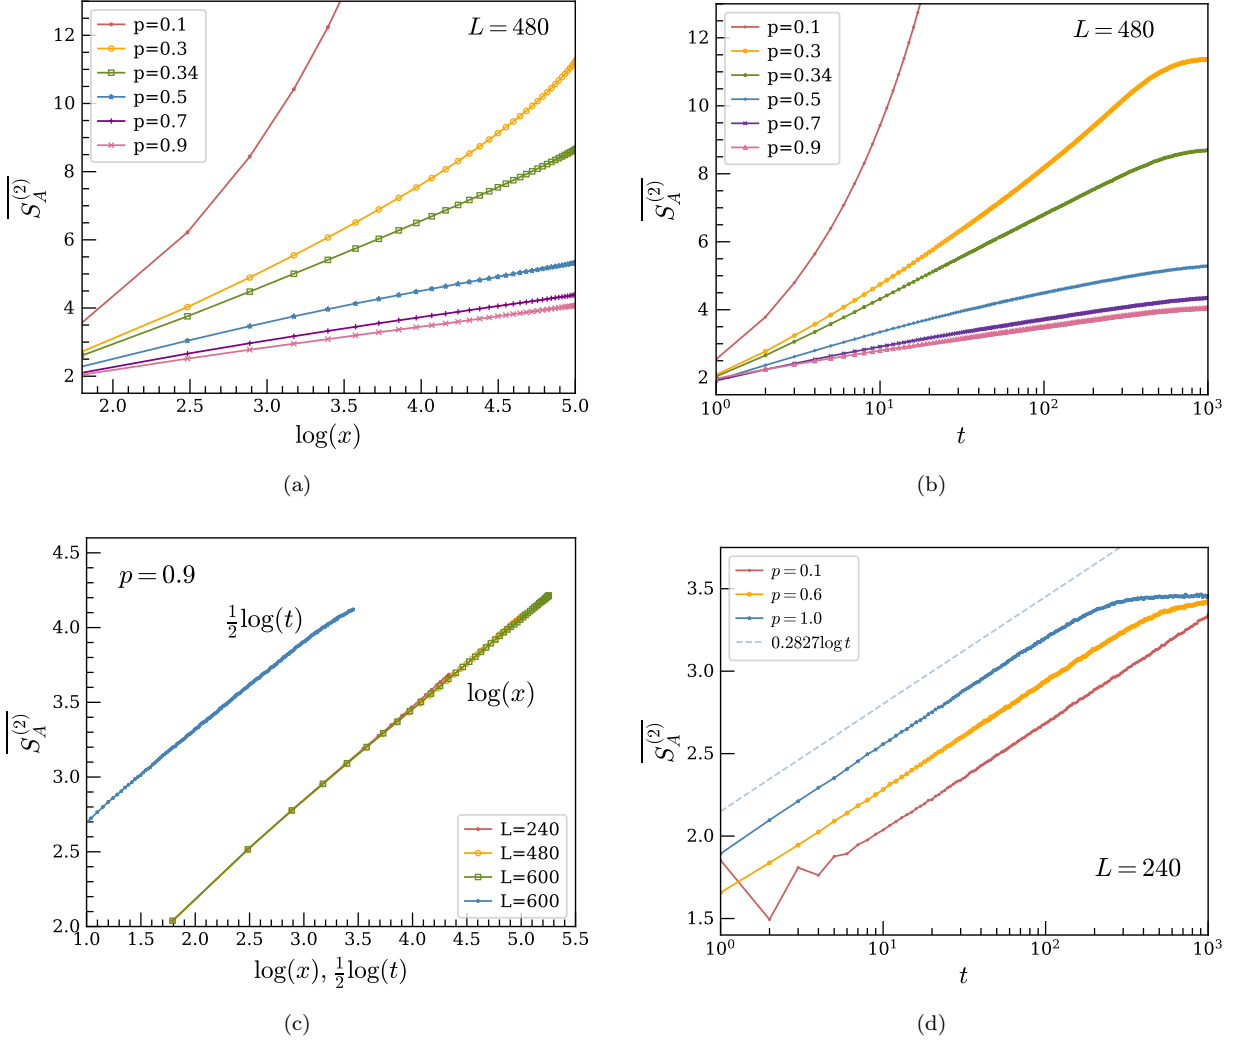 L = 480
p=0.1
p=0.3
p=0.34
p=0.5
p=0.7
p=0.9
12
10
8
6
4
2
2.0 2.5 3.0 3.5 4.0 4.5 5.0
log(x)
S_A^{(2)}
(a)
L = 480
p=0.1
p=0.3
p=0.34
p=0.5
p=0.7
p=0.9
12
10
8
6
4
2
10^0 10^1 10^2 10^3
t
S_A^{(2)}
(b)
p = 0.9
1/2 log(t)
log(x)
L=240
L=480
L=600
L=600
4.5
4.0
3.5
3.0
2.5
2.0
1.0 1.5 2.0 2.5 3.0 3.5 4.0 4.5 5.0 5.5
log(x), 1/2 log(t)
S_A^{(2)}
(c)
p = 0.1
p = 0.6
p = 1.0
0.2827log t
L = 240
3.5
3.0
2.5
2.0
1.5
10^0 10^1 10^2 10^3
t
S_A^{(2)}
(d)